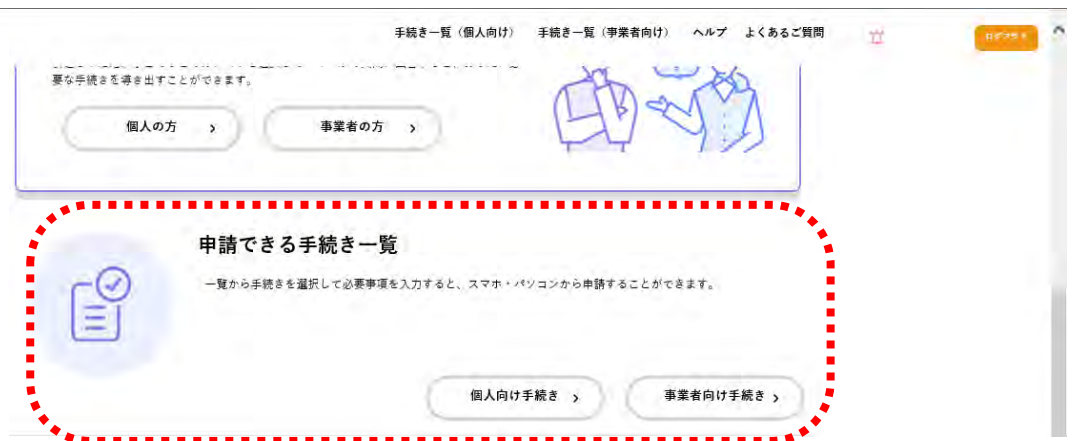 手続き一覧（個人向け） 手続き一覧（事業者向け） ヘルプ よくあるご質問
要な手続きを導き出すことができます。
個人の方 ›
事業者の方 ›
申請できる手続き一覧
一覧から手続きを選択して必要事項を入力すると、スマホ・パソコンから申請することができます。
個人向け手続き ›
事業者向け手続き ›